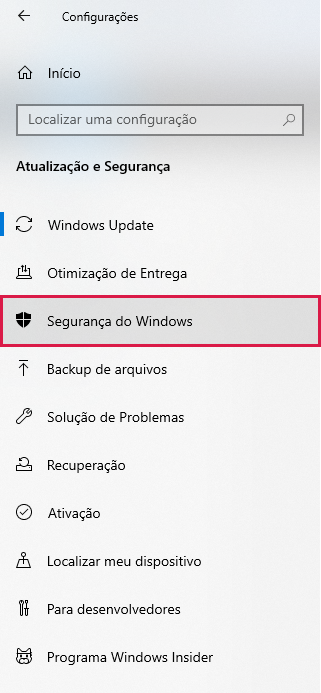 Configurações
Início
Localizar uma configuração
Atualização e Segurança
Windows Update
Otimização de Entrega
Segurança do Windows
Backup de arquivos
Solução de Problemas
Recuperação
Ativação
Localizar meu dispositivo
Para desenvolvedores
Programa Windows Insider